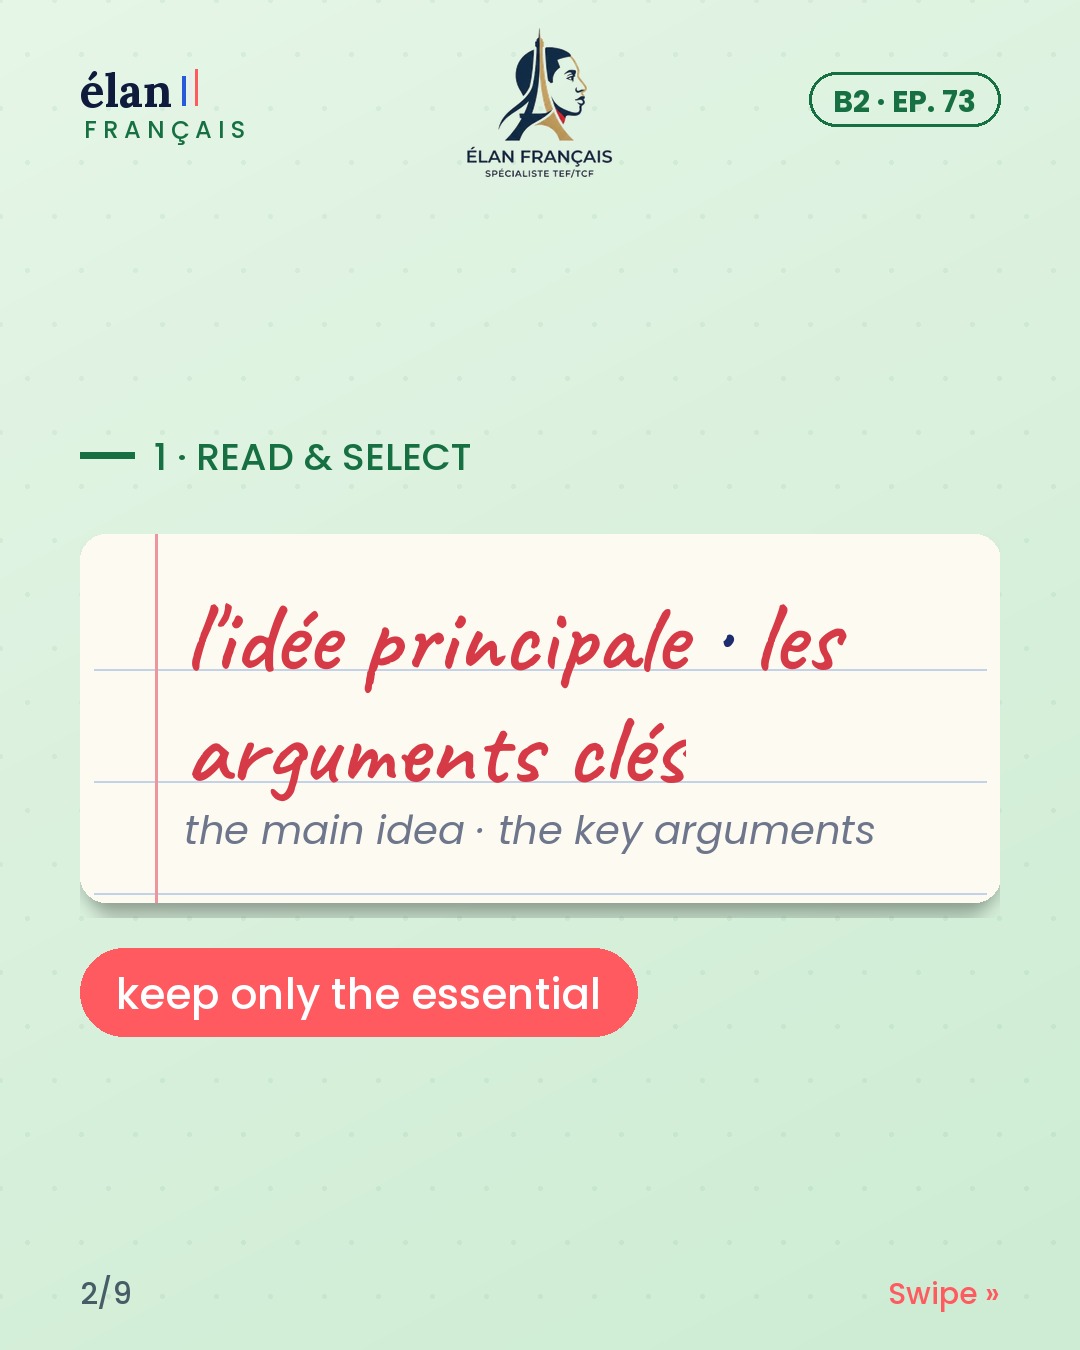 élan
FRANÇAIS
ÉLAN FRANÇAIS
SPÉCIALISTE TEF/TCF
B2 · EP. 73
1 · READ & SELECT
l'idée principale · les
arguments clés
the main idea · the key arguments
keep only the essential
2/9
Swipe »